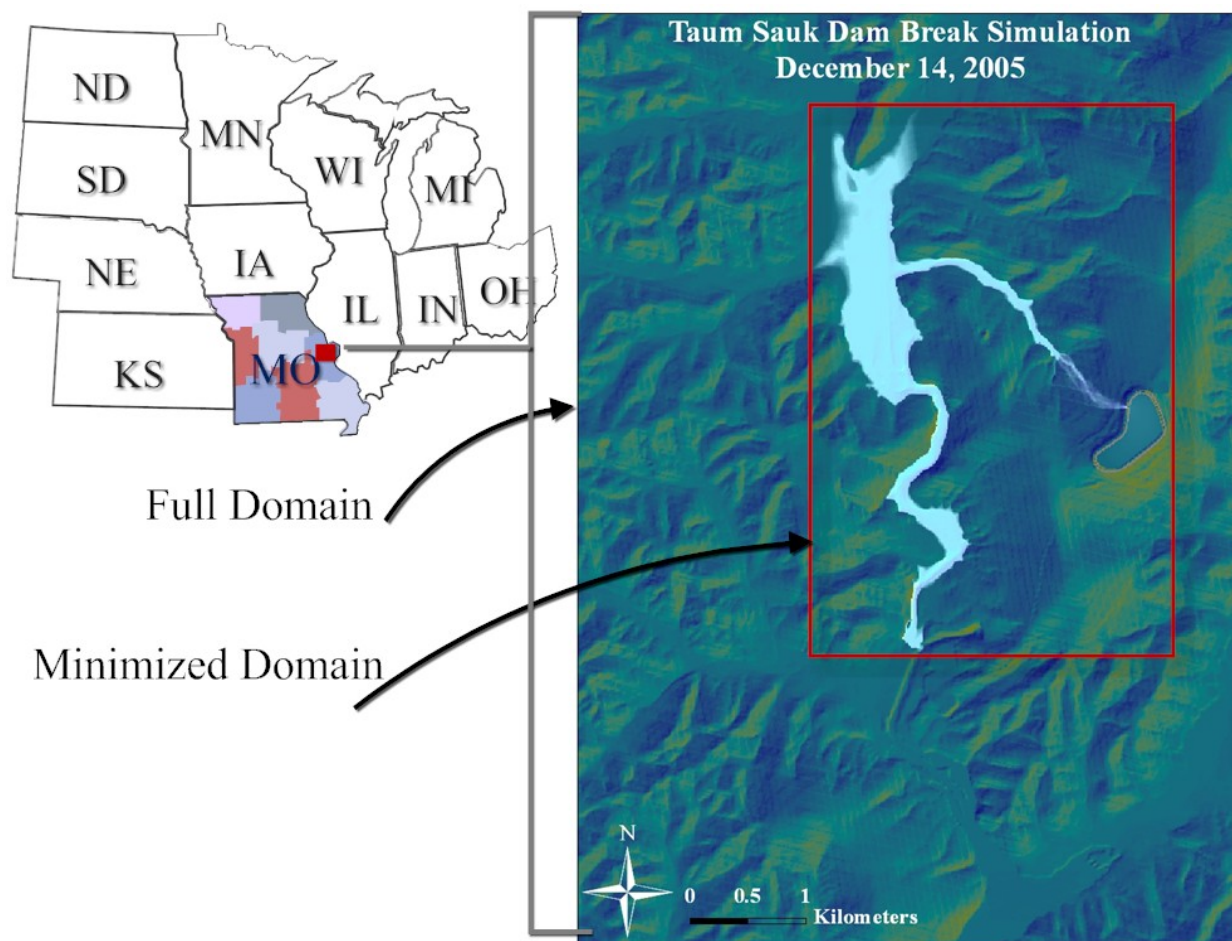 Taum Sauk Dam Break Simulation
December 14, 2005
ND
MN
SD
WI
MI
NE
IA
IL
IN
OH
KS
MO
Full Domain
Minimized Domain
N
0 0.5 1
Kilometers